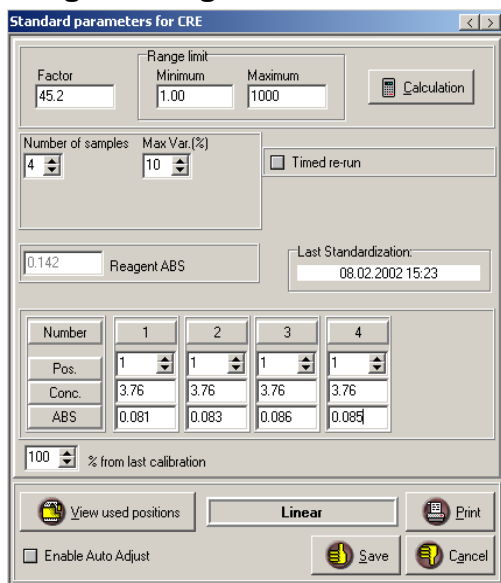 Standard parameters for CRE
Range limit
Factor Minimum Maximum
45.2 1.00 1000 Calculation
Number of samples Max Var.(%)
4 10 Timed re-run
0.142 Reagent ABS
Last Standardization:
08.02.2002 15:23
Number 1 2 3 4
Pos. 1 1 1 1
Conc. 3.76 3.76 3.76 3.76
ABS 0.081 0.083 0.086 0.085
100 % from last calibration
View used positions Linear Print
Enable Auto Adjust Save Cancel